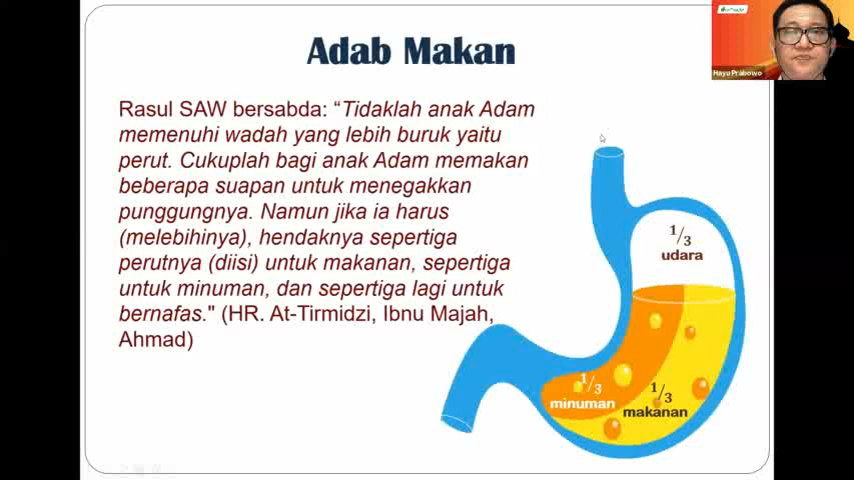 Adab Makan
Rasul SAW bersabda: “Tidaklah anak Adam
memenuhi wadah yang lebih buruk yaitu
perut. Cukuplah bagi anak Adam memakan
beberapa suapan untuk menegakkan
punggungnya. Namun jika ia harus
(melebihinya), hendaknya sepertiga
perutnya (diisi) untuk makanan, sepertiga
untuk minuman, dan sepertiga lagi untuk
bernafas." (HR. At-Tirmidzi, Ibnu Majah,
Ahmad)
1/3
udara
1/3
minuman
1/3
makanan
Hayu Prabowo